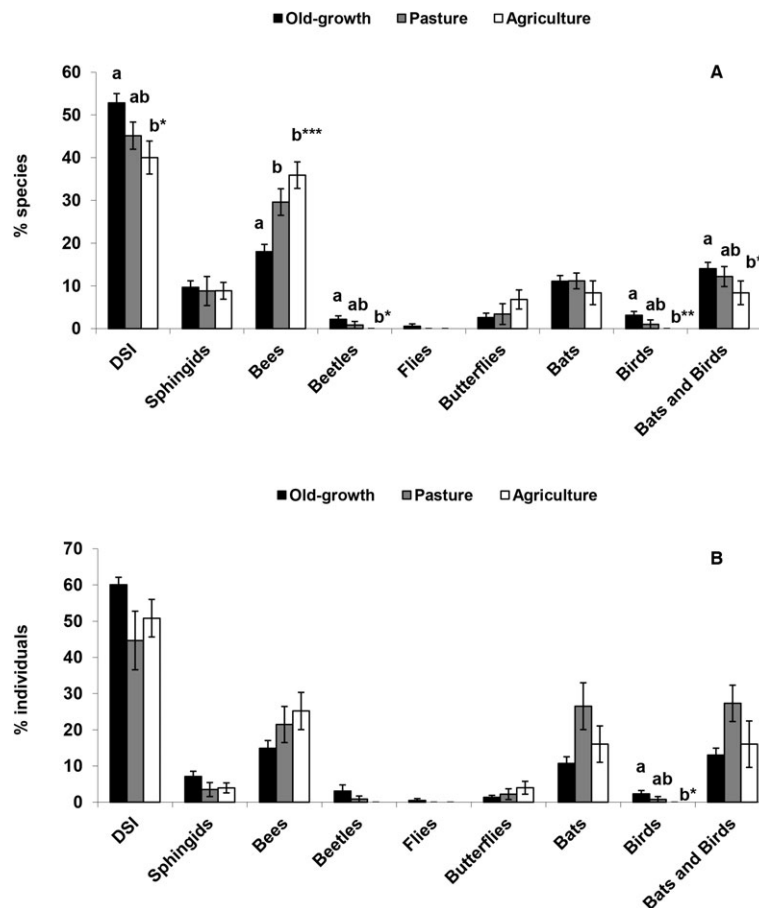 Old-growth Pasture Agriculture
A
% species
60
50
40
30
20
10
0
a ab b*
a b b***
a ab b*
a ab b**
a ab b*
DSI
Sphingids
Bees
Beetles
Flies
Butterflies
Bats
Birds
Bats and Birds
Old-growth Pasture Agriculture
B
% individuals
70
60
50
40
30
20
10
0
a ab b*
DSI
Sphingids
Bees
Beetles
Flies
Butterflies
Bats
Birds
Bats and Birds